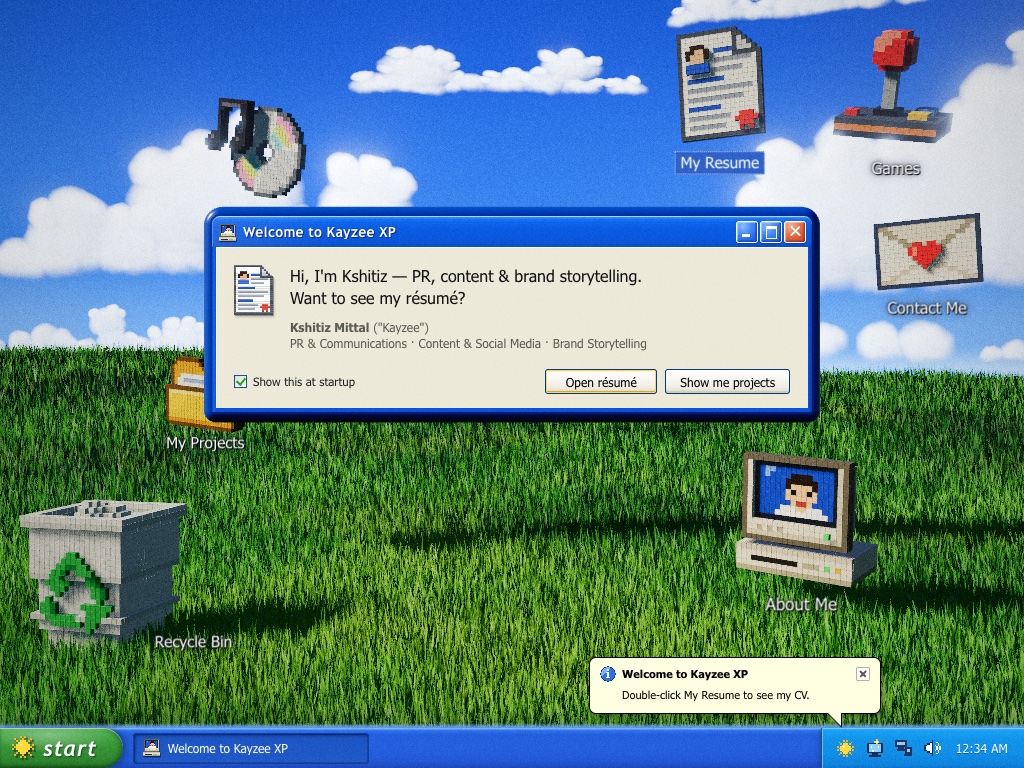 My Resume
Games
Welcome to Kayzee XP
Hi, I'm Kshitiz — PR, content & brand storytelling.
Want to see my résumé?
Kshitiz Mittal ("Kayzee")
PR & Communications · Content & Social Media · Brand Storytelling
Show this at startup
Open résumé
Show me projects
Contact Me
My Projects
About Me
Recycle Bin
Welcome to Kayzee XP
Double-click My Resume to see my CV.
start
Welcome to Kayzee XP
12:34 AM